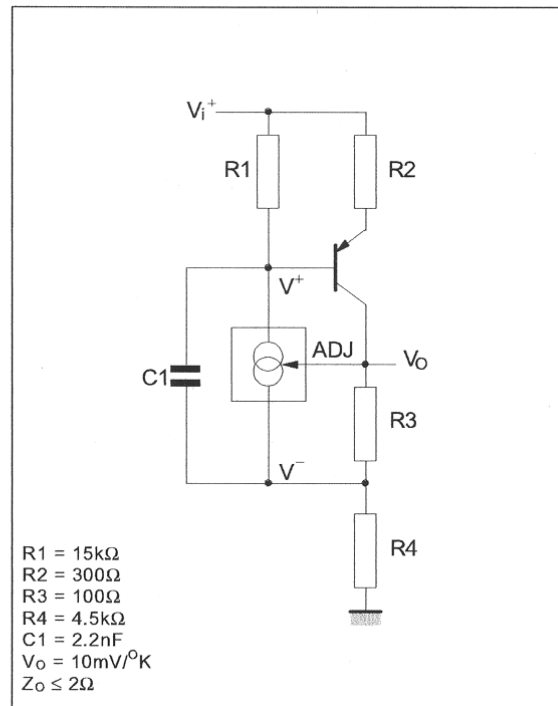 Vi+
R1
R2
V+
ADJ
VO
C1
R3
V−
R4
R1 = 15kΩ
R2 = 300Ω
R3 = 100Ω
R4 = 4.5kΩ
C1 = 2.2nF
VO = 10mV/°K
ZO ≤ 2Ω